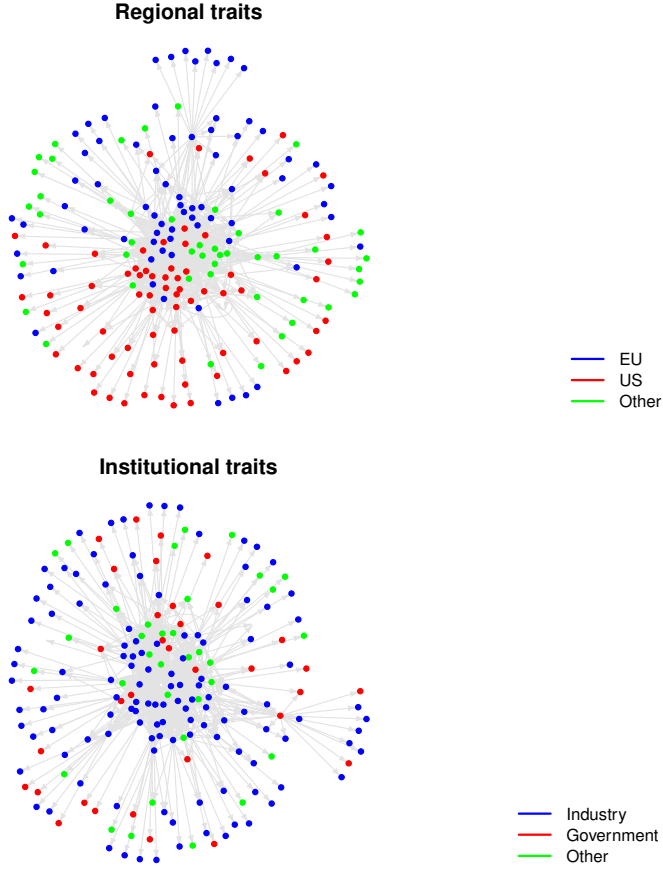 Regional traits
EU
US
Other
Institutional traits
Industry
Government
Other